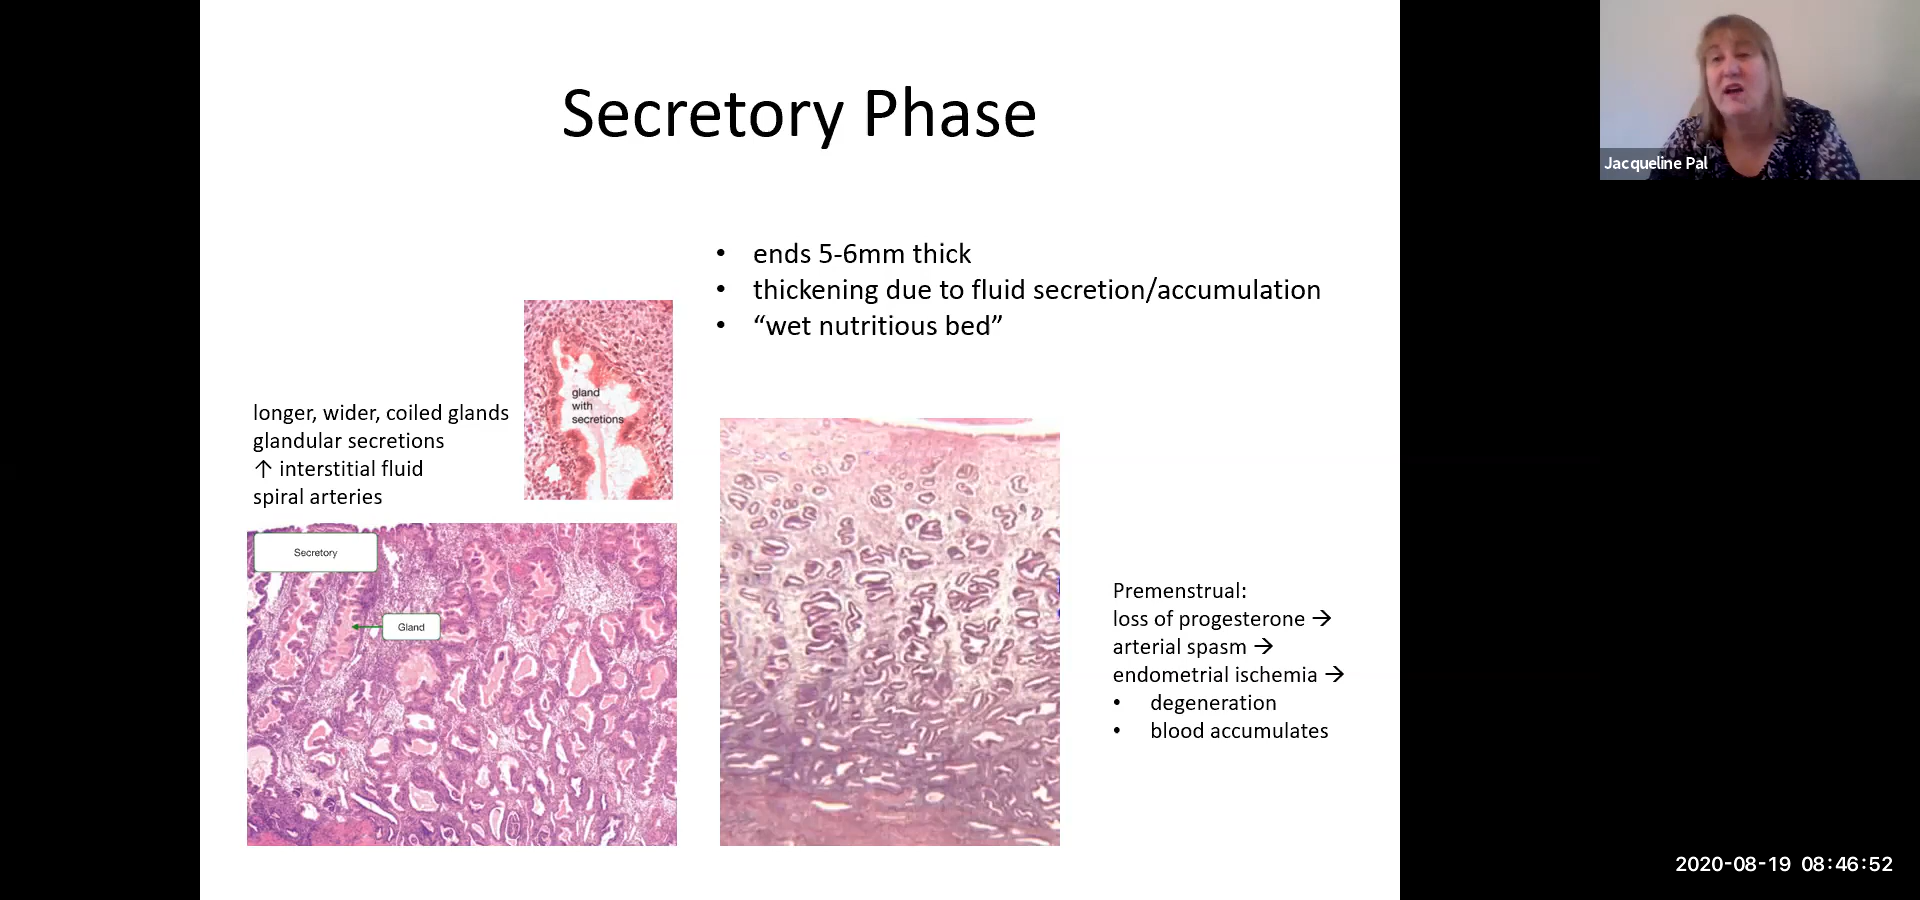 Secretory Phase
• ends 5-6mm thick
• thickening due to fluid secretion/accumulation
• “wet nutritious bed”
gland
with
secretions
longer, wider, coiled glands
glandular secretions
↑ interstitial fluid
spiral arteries
Secretory
Gland
Premenstrual:
loss of progesterone →
arterial spasm →
endometrial ischemia →
• degeneration
• blood accumulates
Jacqueline Pal
2020-08-19 08:46:52